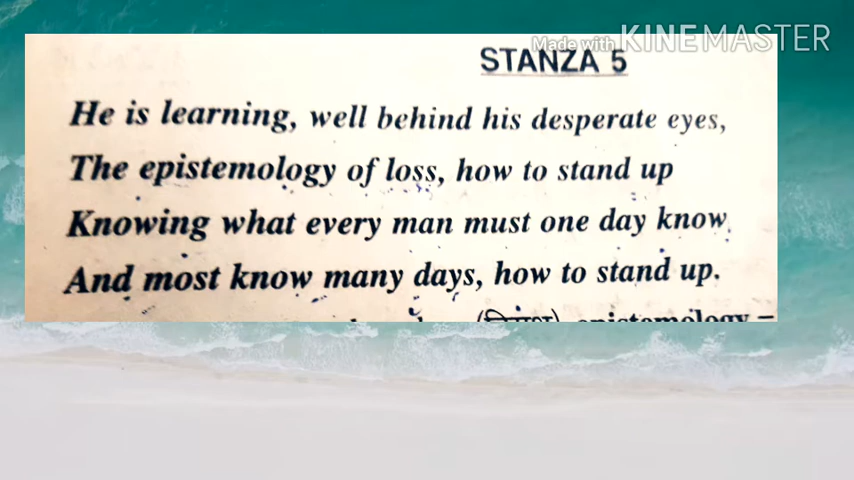 Made with KINEMASTER
STANZA 5
He is learning, well behind his desperate eyes,
The epistemology of loss, how to stand up
Knowing what every man must one day know
And most know many days, how to stand up.
epistemology –